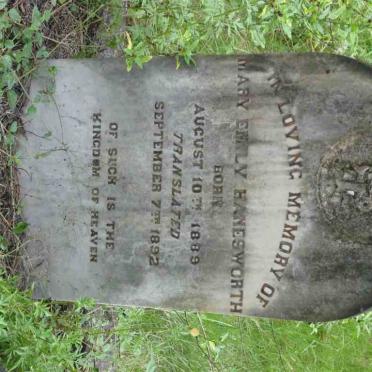 IN LOVING MEMORY OF
MARY EMILY HANESWORTH
BORN
AUGUST 10TH 1889
TRANSLATED
SEPTEMBER 7TH 1892
OF SUCH IS THE
KINGDOM OF HEAVEN